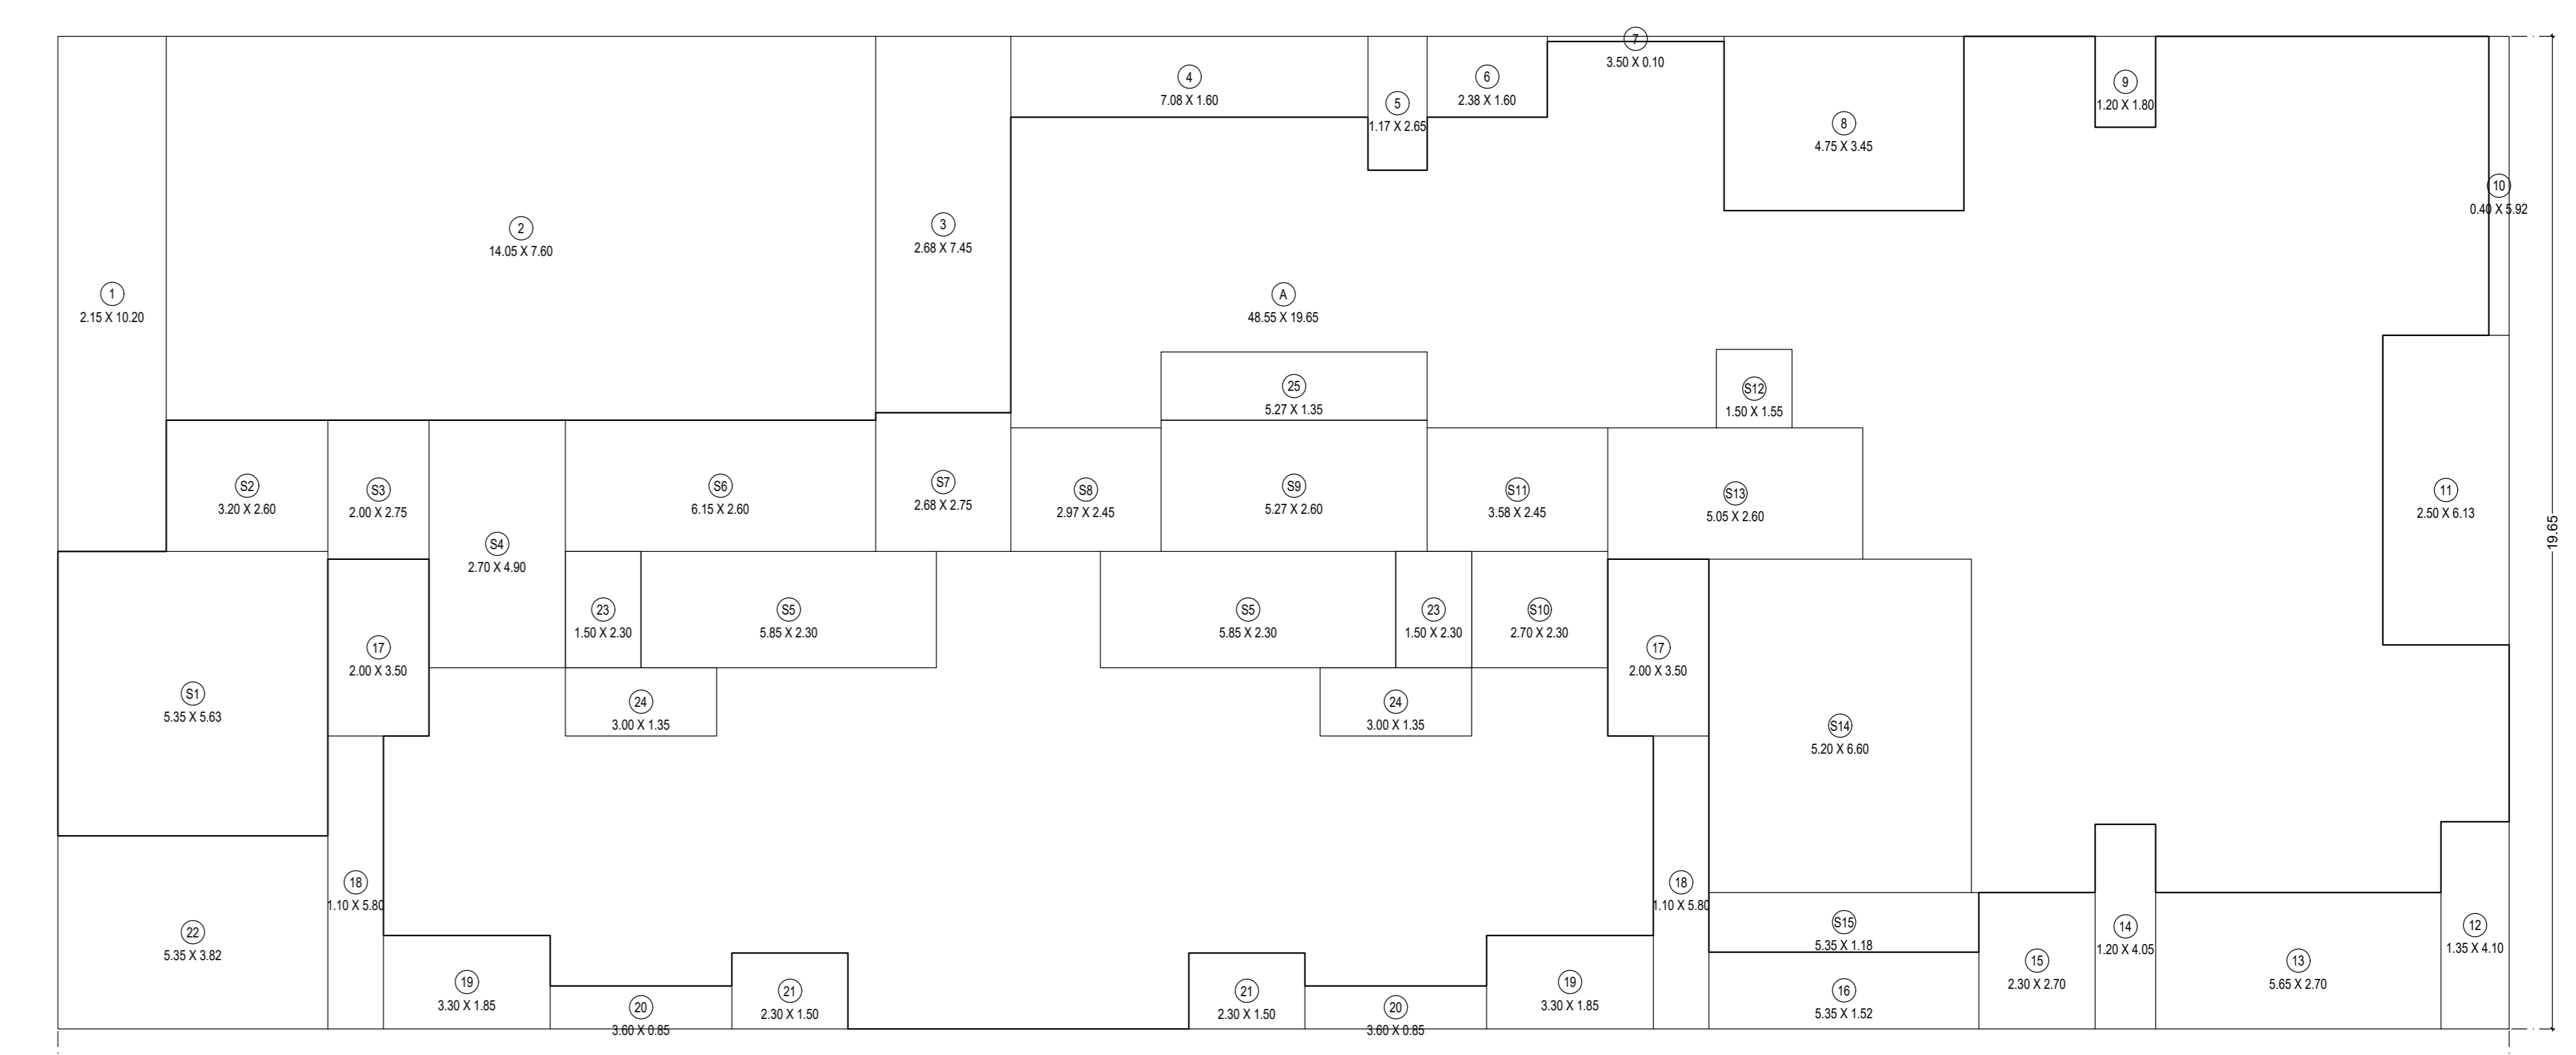 7
3.50 X 0.10
4
7.08 X 1.60
6
2.38 X 1.60
9
1.20 X 1.80
5
1.17 X 2.65
8
4.75 X 3.45
10
0.40 X 5.92
2
14.05 X 7.60
3
2.68 X 7.45
1
2.15 X 10.20
A
48.55 X 19.65
25
5.27 X 1.35
S12
1.50 X 1.55
S2
3.20 X 2.60
S3
2.00 X 2.75
S6
6.15 X 2.60
S7
2.68 X 2.75
S8
2.97 X 2.45
S9
5.27 X 2.60
S11
3.58 X 2.45
S13
5.05 X 2.60
11
2.50 X 6.13
19.65
S4
2.70 X 4.90
23
1.50 X 2.30
S5
5.85 X 2.30
S5
5.85 X 2.30
23
1.50 X 2.30
S10
2.70 X 2.30
17
2.00 X 3.50
17
2.00 X 3.50
S1
5.35 X 5.63
24
3.00 X 1.35
24
3.00 X 1.35
S14
5.20 X 6.60
18
1.10 X 5.80
18
1.10 X 5.80
22
5.35 X 3.82
S15
5.35 X 1.18
14
1.20 X 4.05
12
1.35 X 4.10
19
3.30 X 1.85
20
3.60 X 0.85
21
2.30 X 1.50
21
2.30 X 1.50
20
3.60 X 0.85
19
3.30 X 1.85
16
5.35 X 1.52
15
2.30 X 2.70
13
5.65 X 2.70